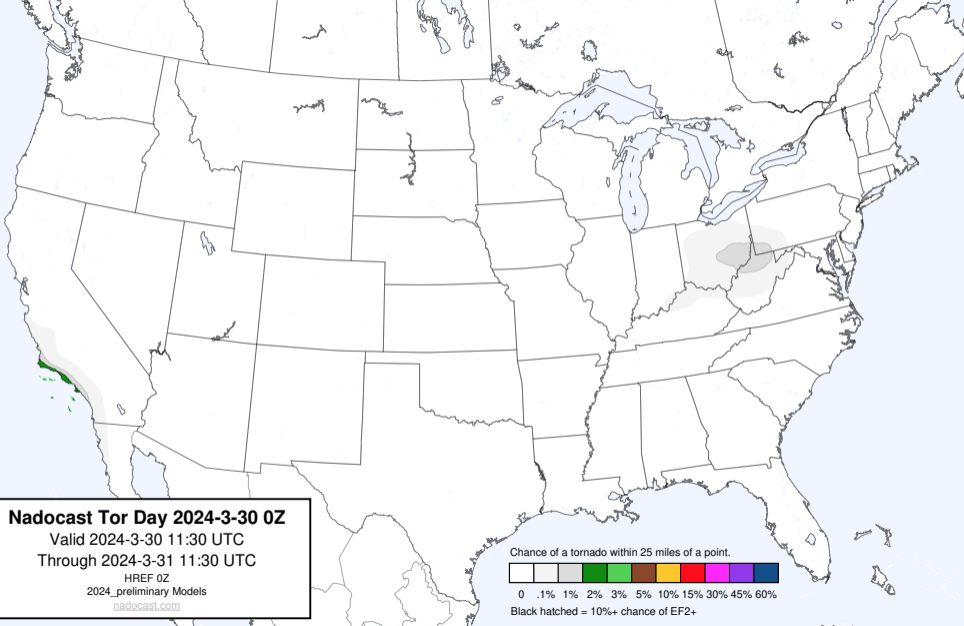 Nadocast Tor Day 2024-3-30 0Z
Valid 2024-3-30 11:30 UTC
Through 2024-3-31 11:30 UTC
HREF 0Z
2024_preliminary Models
nadocast.com
Chance of a tornado within 25 miles of a point.
0 .1% 1% 2% 3% 5% 10% 15% 30% 45% 60%
Black hatched = 10%+ chance of EF2+